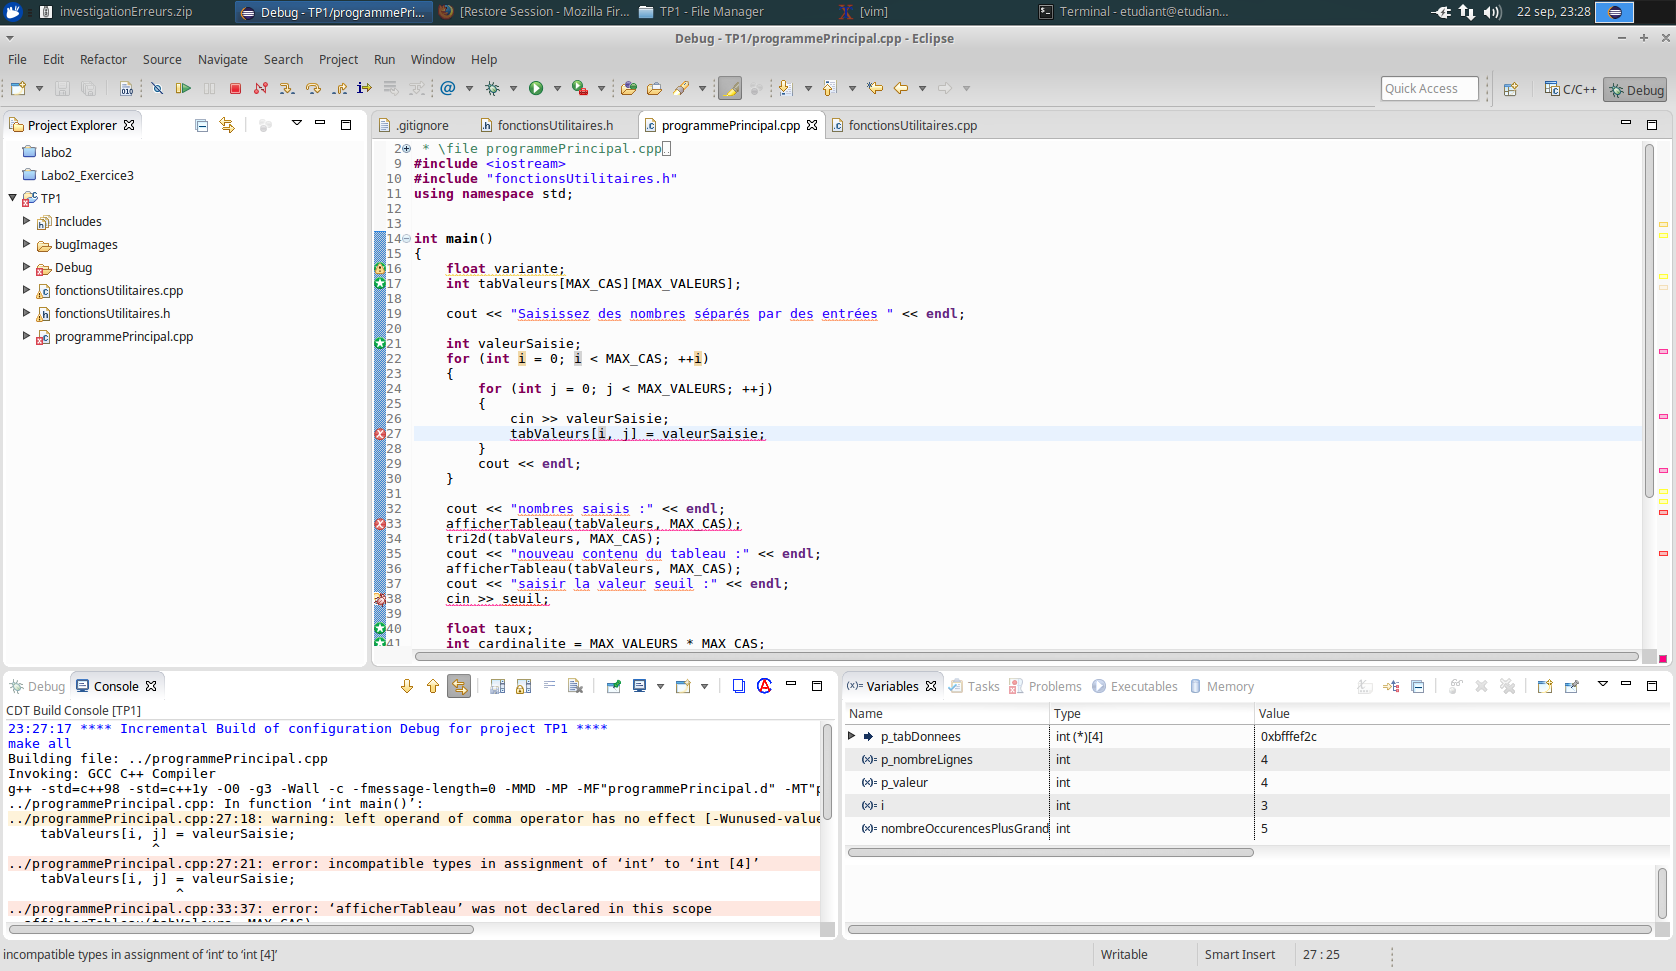 investigationErreurs.zip
Debug - TP1/programmePri...
[Restore Session - Mozilla Fir...
TP1 - File Manager
[vim]
Terminal - etudiant@etudian...
22 sep, 23:28
Debug - TP1/programmePrincipal.cpp - Eclipse
File Edit Refactor Source Navigate Search Project Run Window Help
Quick Access
C/C++
Debug
Project Explorer
labo2
Labo2_Exercice3
TP1
Includes
bugImages
Debug
fonctionsUtilitaires.cpp
fonctionsUtilitaires.h
programmePrincipal.cpp
.gitignore
fonctionsUtilitaires.h
programmePrincipal.cpp
fonctionsUtilitaires.cpp
2 * \file programmePrincipal.cpp
9 #include <iostream>
10 #include "fonctionsUtilitaires.h"
11 using namespace std;
12
13
14 int main()
15 {
16 float variante;
17 int tabValeurs[MAX_CAS][MAX_VALEURS];
18
19 cout << "Saisissez des nombres séparés par des entrées " << endl;
20
21 int valeurSaisie;
22 for (int i = 0; i < MAX_CAS; ++i)
23 {
24 for (int j = 0; j < MAX_VALEURS; ++j)
25 {
26 cin >> valeurSaisie;
27 tabValeurs[i, j] = valeurSaisie;
28 }
29 cout << endl;
30 }
31
32 cout << "nombres saisis :" << endl;
33 afficherTableau(tabValeurs, MAX_CAS);
34 tri2d(tabValeurs, MAX_CAS);
35 cout << "nouveau contenu du tableau :" << endl;
36 afficherTableau(tabValeurs, MAX_CAS);
37 cout << "saisir la valeur seuil :" << endl;
38 cin >> seuil;
39
40 float taux;
41 int cardinalite = MAX_VALEURS * MAX_CAS;
Debug
Console
CDT Build Console [TP1]
23:27:17 **** Incremental Build of configuration Debug for project TP1 ****
make all
Building file: ../programmePrincipal.cpp
Invoking: GCC C++ Compiler
g++ -std=c++98 -std=c++1y -O0 -g3 -Wall -c -fmessage-length=0 -MMD -MP -MF"programmePrincipal.d" -MT"p
../programmePrincipal.cpp: In function ‘int main()’:
../programmePrincipal.cpp:27:18: warning: left operand of comma operator has no effect [-Wunused-value
tabValeurs[i, j] = valeurSaisie;
^
../programmePrincipal.cpp:27:21: error: incompatible types in assignment of ‘int’ to ‘int [4]’
tabValeurs[i, j] = valeurSaisie;
^
../programmePrincipal.cpp:33:37: error: ‘afficherTableau’ was not declared in this scope
Variables
Tasks
Problems
Executables
Memory
Name Type Value
p_tabDonnees int (*)[4] 0xbfffef2c
p_nombreLignes int 4
p_valeur int 4
i int 3
nombreOccurencesPlusGrand int 5
incompatible types in assignment of ‘int’ to ‘int [4]’
Writable
Smart Insert
27 : 25